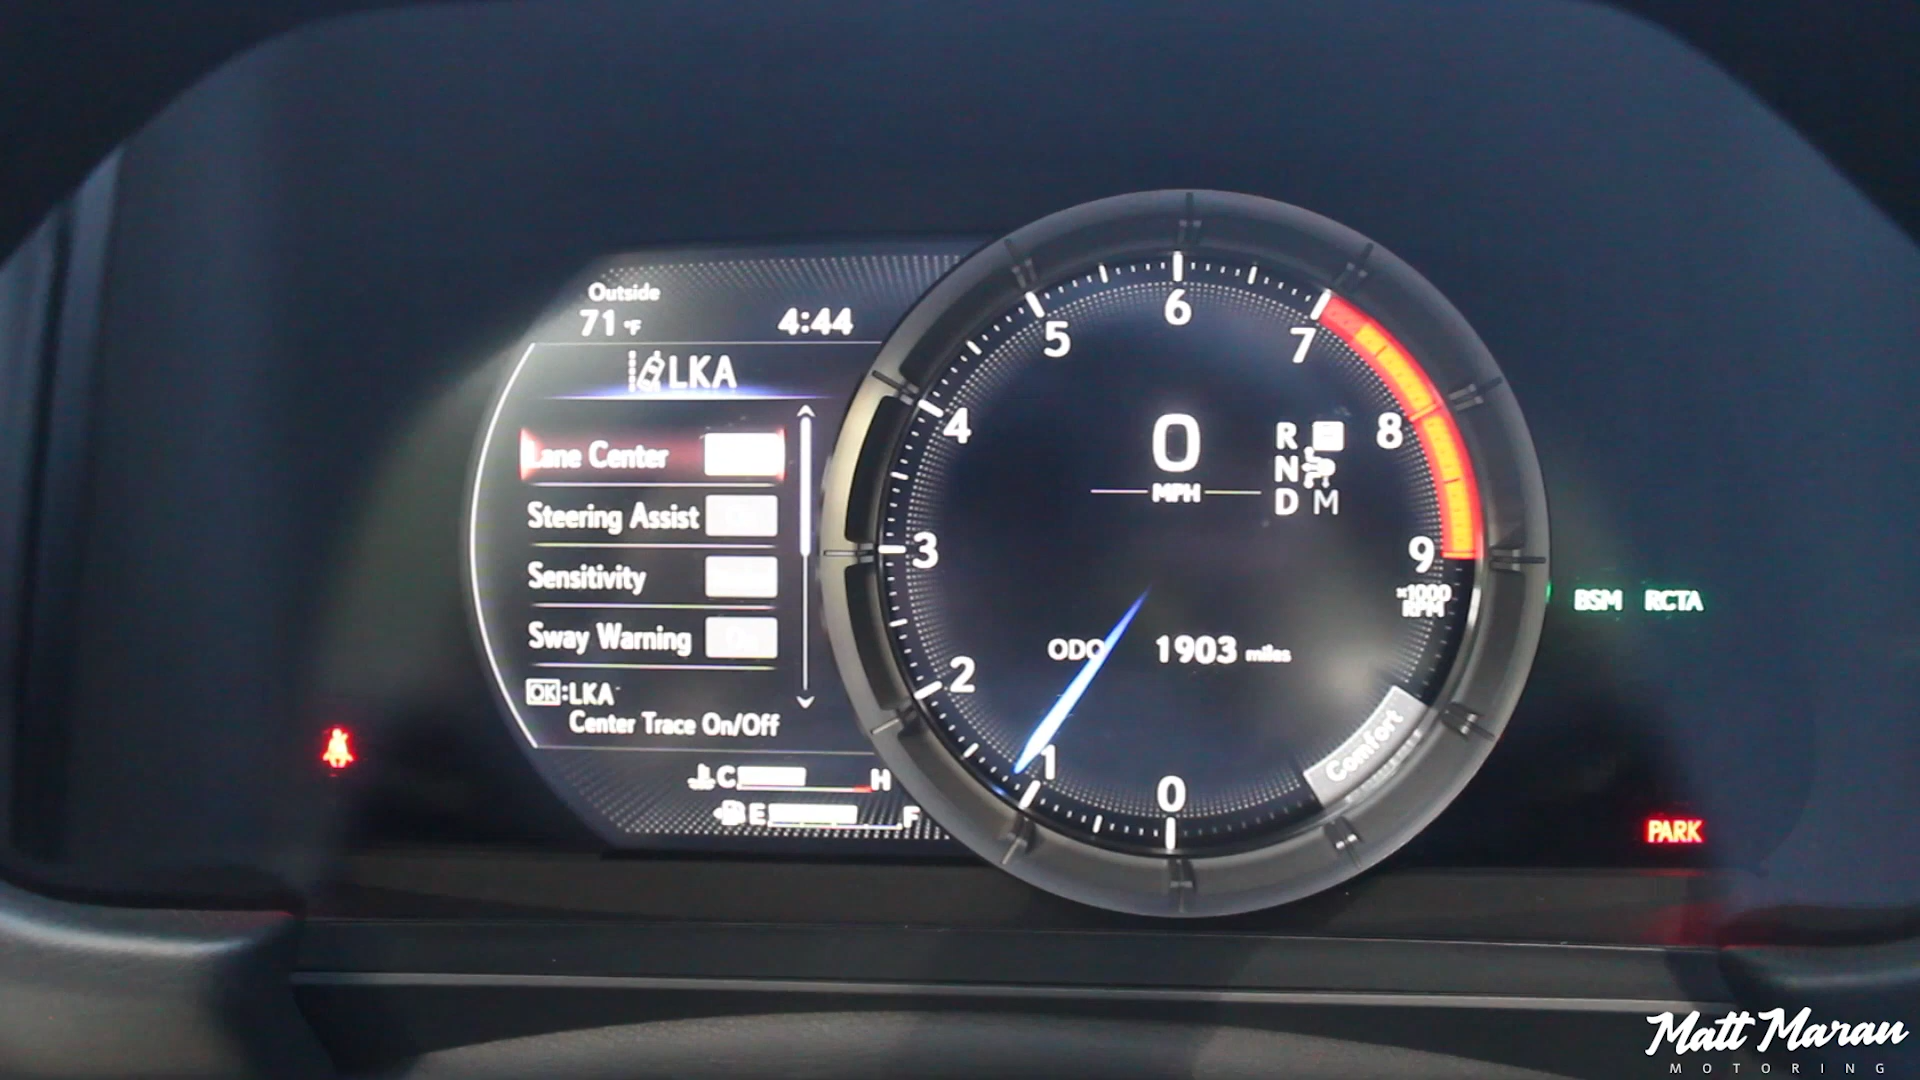 Outside
71 °F
4:44
LKA
Lane Center
Steering Assist
Sensitivity
Sway Warning
OK:LKA
Center Trace On/Off
C H
E F
0
1
2
3
4
5
6
7
8
9
×1000
RPM
0
MPH
R
N
D M
ODO 1903 miles
Comfort
BSM RCTA
PARK
Matt Maran
MOTORING